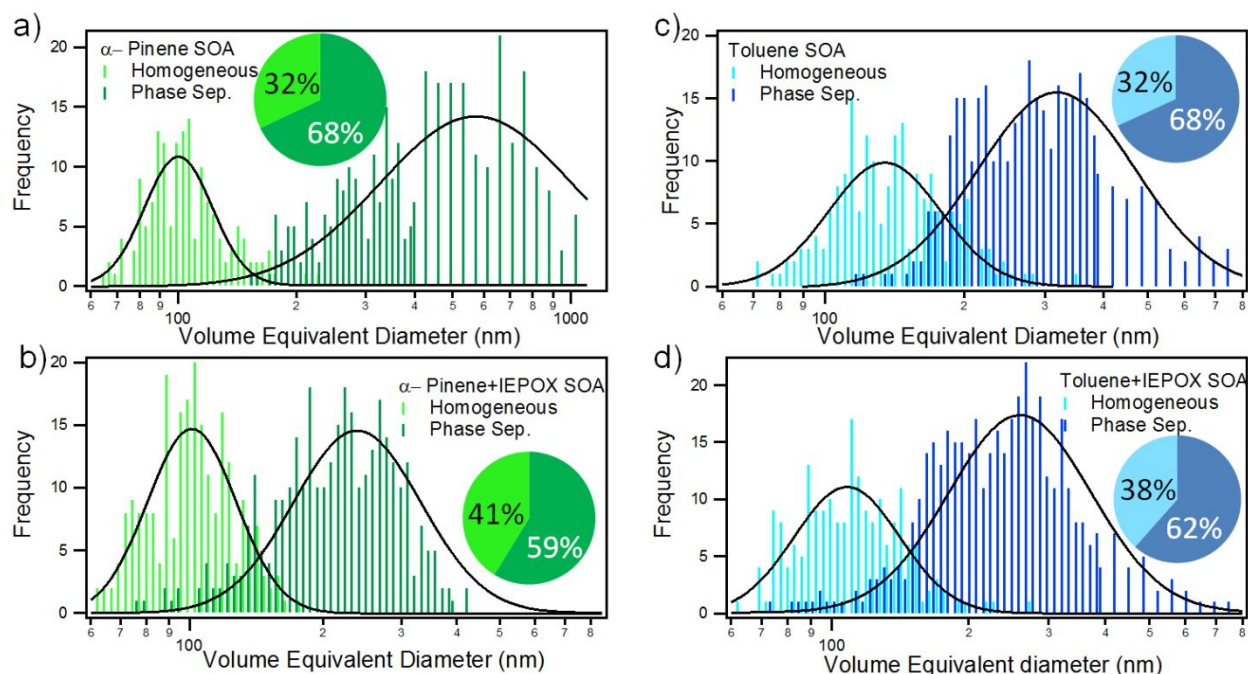 a)
α– Pinene SOA
Homogeneous
Phase Sep.
32%
68%
Frequency
20
15
10
5
0
6 7 8 9 100 2 3 4 5 6 7 8 9 1000
Volume Equivalent Diameter (nm)
c)
Toluene SOA
Homogeneous
Phase Sep.
32%
68%
Frequency
20
15
10
5
0
6 7 8 9 100 2 3 4 5 6 7 8
Volume Equivalent Diameter (nm)
b)
α– Pinene+IEPOX SOA
Homogeneous
Phase Sep.
41%
59%
Frequency
20
15
10
5
0
6 7 8 9 100 2 3 4 5 6 7 8
Volume Equivalent Diameter (nm)
d)
Toluene+IEPOX SOA
Homogeneous
Phase Sep.
38%
62%
Frequency
20
15
10
5
0
6 7 8 9 100 2 3 4 5 6 7 8
Volume Equivalent diameter (nm)